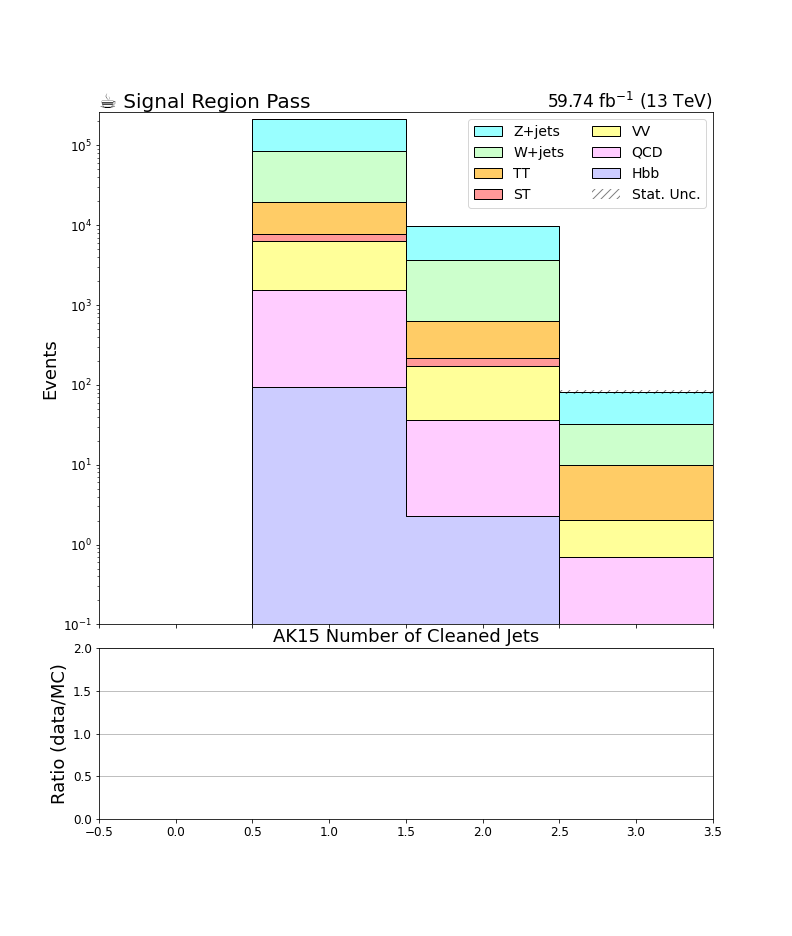 ☕ Signal Region Pass
59.74 fb⁻¹ (13 TeV)
Z+jets
W+jets
TT
ST
VV
QCD
Hbb
Stat. Unc.
Events
10⁵
10⁴
10³
10²
10¹
10⁰
10⁻¹
AK15 Number of Cleaned Jets
Ratio (data/MC)
2.0
1.5
1.0
0.5
0.0
−0.5 0.0 0.5 1.0 1.5 2.0 2.5 3.0 3.5